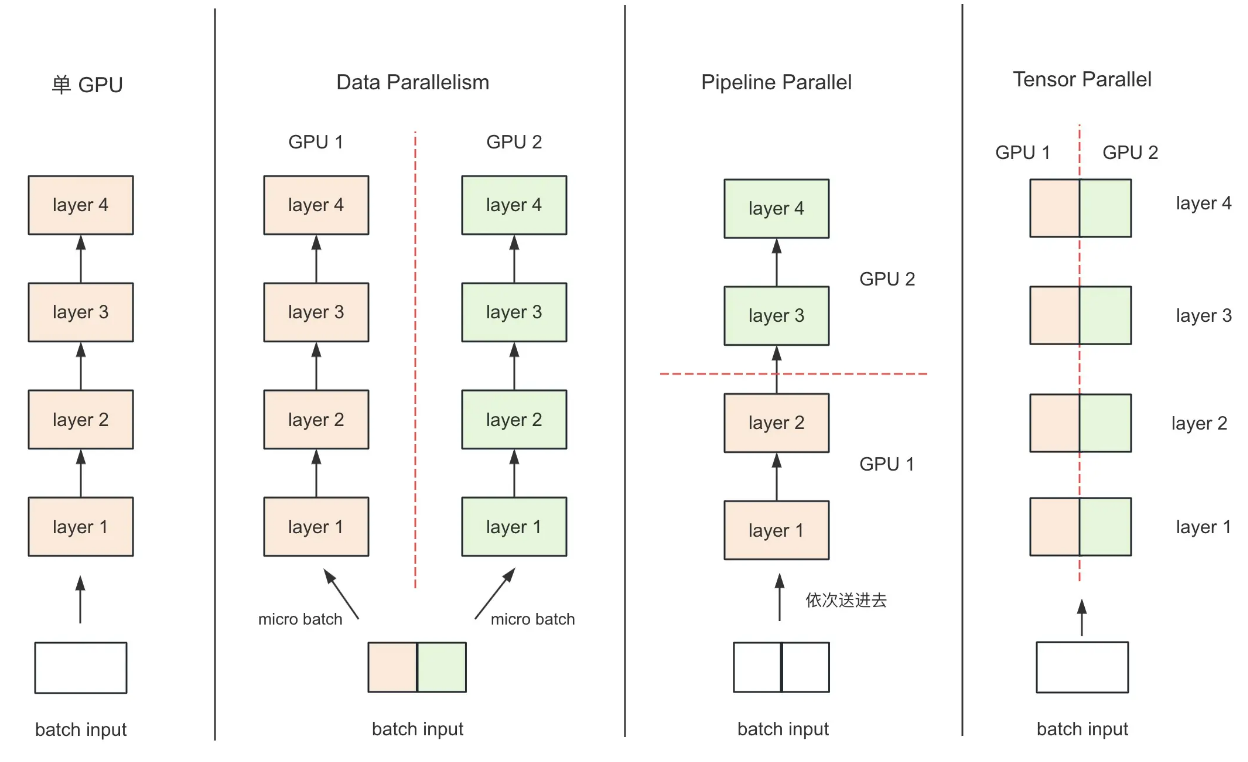 单 GPU
layer 4
layer 3
layer 2
layer 1
batch input
Data Parallelism
GPU 1
GPU 2
layer 4
layer 4
layer 3
layer 3
layer 2
layer 2
layer 1
layer 1
micro batch
micro batch
batch input
Pipeline Parallel
layer 4
GPU 2
layer 3
layer 2
GPU 1
layer 1
依次送进去
batch input
Tensor Parallel
GPU 1
GPU 2
layer 4
layer 3
layer 2
layer 1
batch input